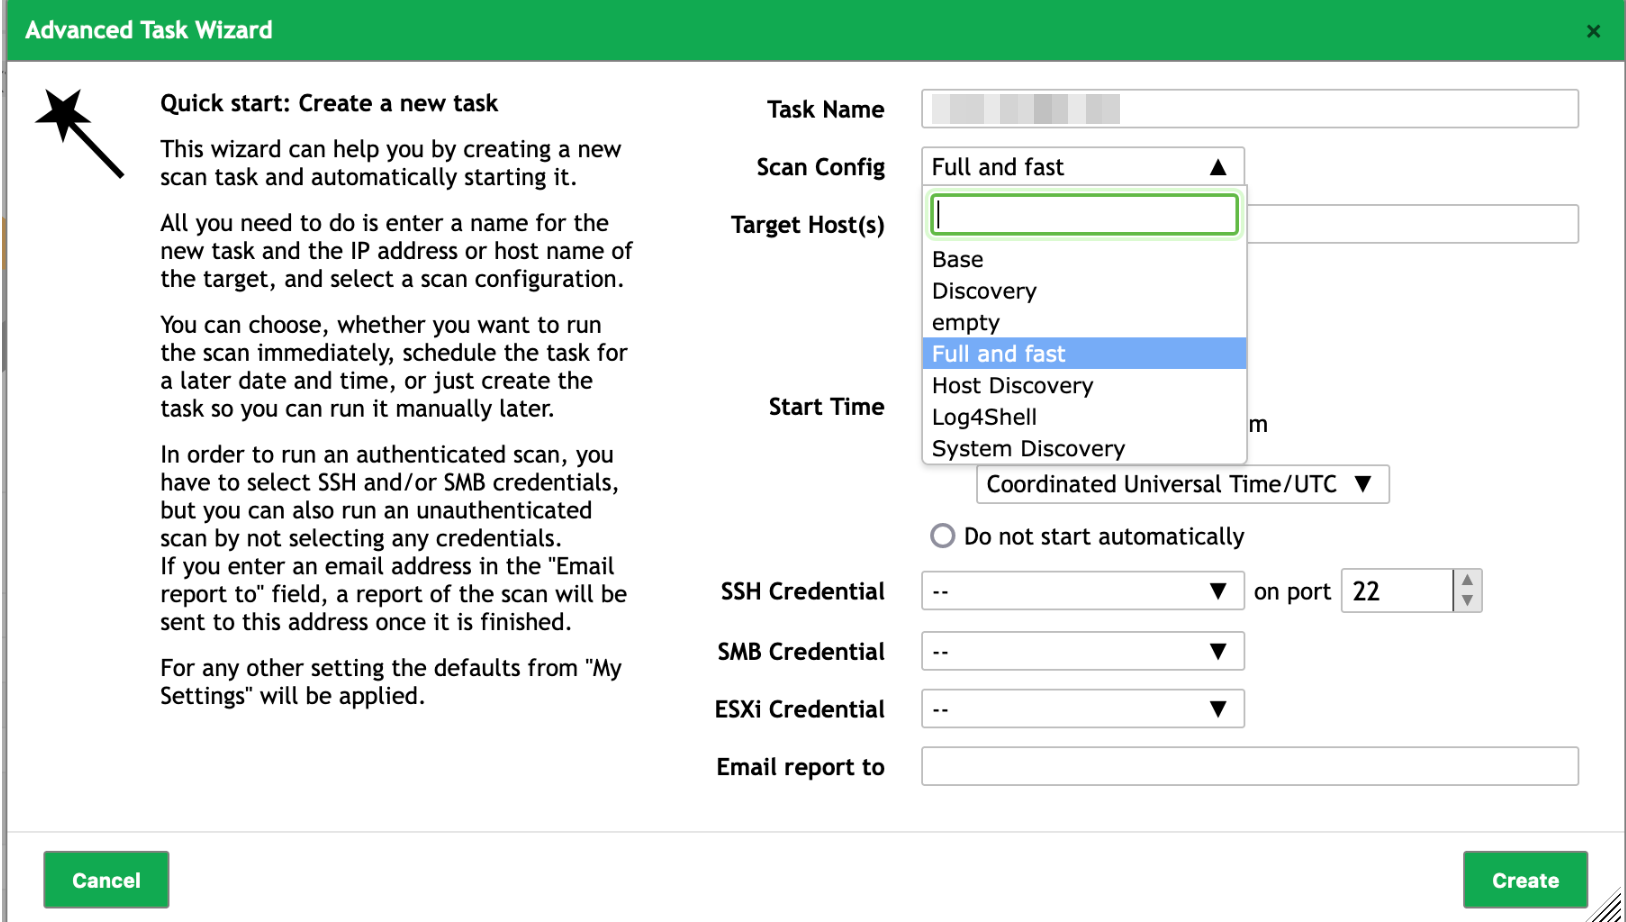 Advanced Task Wizard
×
Quick start: Create a new task
This wizard can help you by creating a new
scan task and automatically starting it.
All you need to do is enter a name for the
new task and the IP address or host name of
the target, and select a scan configuration.
You can choose, whether you want to run
the scan immediately, schedule the task for
a later date and time, or just create the
task so you can run it manually later.
In order to run an authenticated scan, you
have to select SSH and/or SMB credentials,
but you can also run an unauthenticated
scan by not selecting any credentials.
If you enter an email address in the "Email
report to" field, a report of the scan will be
sent to this address once it is finished.
For any other setting the defaults from "My
Settings" will be applied.
Task Name
Scan Config Full and fast ▲
Target Host(s)
Base
Discovery
empty
Full and fast
Host Discovery
Log4Shell
System Discovery
Start Time
m
Coordinated Universal Time/UTC ▼
Do not start automatically
SSH Credential -- ▼ on port 22
SMB Credential -- ▼
ESXi Credential -- ▼
Email report to
Cancel
Create